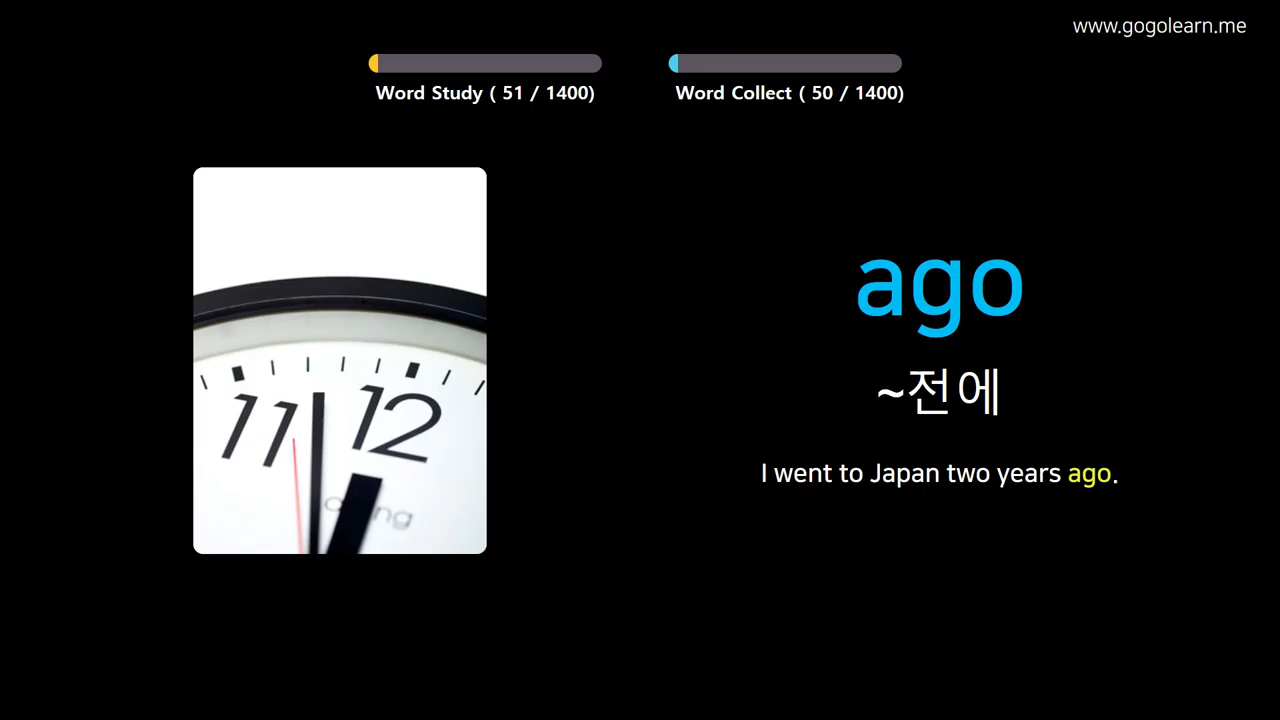 www.gogolearn.me
Word Study ( 51 / 1400)
Word Collect ( 50 / 1400)
11
12
ago
~전에
I went to Japan two years ago.